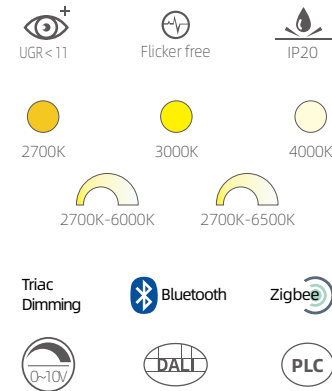 UGR<11 Flicker free IP20
2700K 3000K 4000K
2700K-6000K 2700K-6500K
Triac
Dimming
Bluetooth Zigbee
0~10V DALI PLC